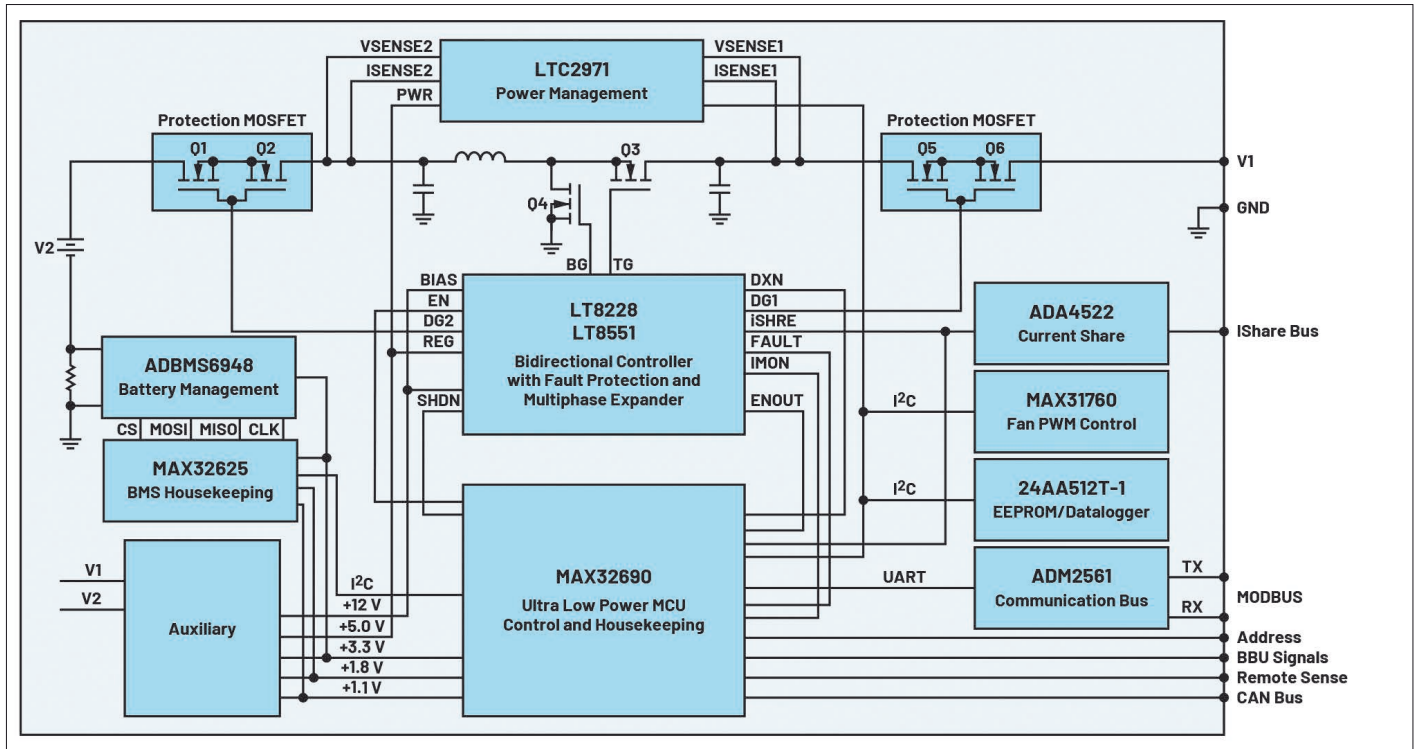 VSENSE2
ISENSE2
PWR
LTC2971
Power Management
VSENSE1
ISENSE1
Protection MOSFET
Q1
Q2
Q3
Q4
Protection MOSFET
Q5
Q6
V1
GND
V2
BG
TG
BIAS
EN
DG2
REG
SHDN
LT8228
LT8551
Bidirectional Controller
with Fault Protection and
Multiphase Expander
DXN
DG1
iSHRE
FAULT
IMON
ENOUT
ADA4522
Current Share
IShare Bus
ADBMS6948
Battery Management
CS
MOSI
MISO
CLK
MAX32625
BMS Housekeeping
I²C
MAX31760
Fan PWM Control
I²C
24AA512T-1
EEPROM/Datalogger
V1
V2
Auxiliary
I²C
+12 V
+5.0 V
+3.3 V
+1.8 V
+1.1 V
MAX32690
Ultra Low Power MCU
Control and Housekeeping
UART
ADM2561
Communication Bus
TX
RX
MODBUS
Address
BBU Signals
Remote Sense
CAN Bus